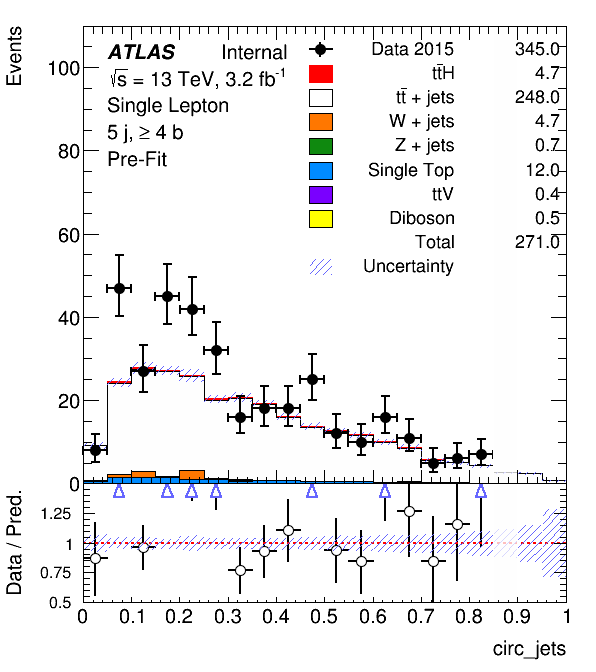 Events
ATLAS Internal
√s = 13 TeV, 3.2 fb⁻¹
Single Lepton
5 j, ≥ 4 b
Pre-Fit
Data 2015 345.0
tt̄H 4.7
tt̄ + jets 248.0
W + jets 4.7
Z + jets 0.7
Single Top 12.0
ttV 0.4
Diboson 0.5
Total 271.0
Uncertainty
100
80
60
40
20
0
Data / Pred.
1.25
1
0.75
0.5
0 0.1 0.2 0.3 0.4 0.5 0.6 0.7 0.8 0.9 1
circ_jets